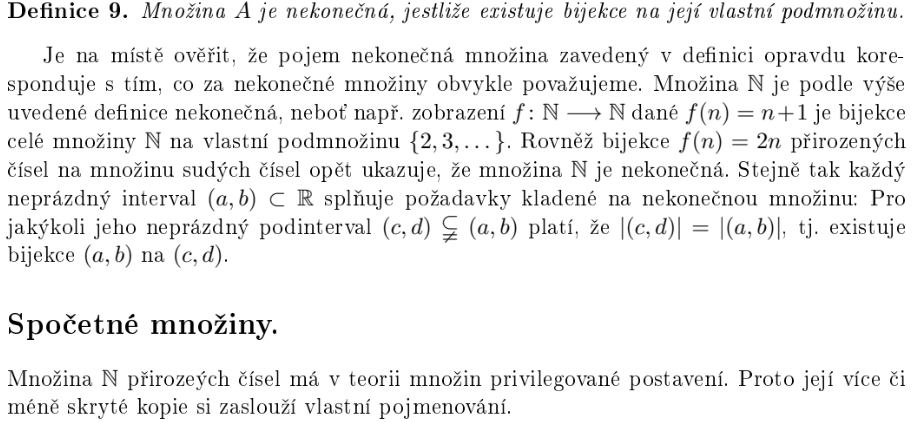 Definice 9. Množina A je nekonečná, jestliže existuje bijekce na její vlastní podmnožinu.
Je na místě ověřit, že pojem nekonečná množina zavedený v definici opravdu kore-
sponduje s tím, co za nekonečné množiny obvykle považujeme. Množina ℕ je podle výše
uvedené definice nekonečná, neboť např. zobrazení f: ℕ ⟶ ℕ dané f(n) = n+1 je bijekce
celé množiny ℕ na vlastní podmnožinu {2, 3, . . . }. Rovněž bijekce f(n) = 2n přirozených
čísel na množinu sudých čísel opět ukazuje, že množina ℕ je nekonečná. Stejně tak každý
neprázdný interval (a, b) ⊂ ℝ splňuje požadavky kladené na nekonečnou množinu: Pro
jakýkoli jeho neprázdný podinterval (c, d) ⫋ (a, b) platí, že |(c, d)| = |(a, b)|, tj. existuje
bijekce (a, b) na (c, d).
Spočetné množiny.
Množina ℕ přirozeých čísel má v teorii množin privilegované postavení. Proto její více či
méně skryté kopie si zaslouží vlastní pojmenování.